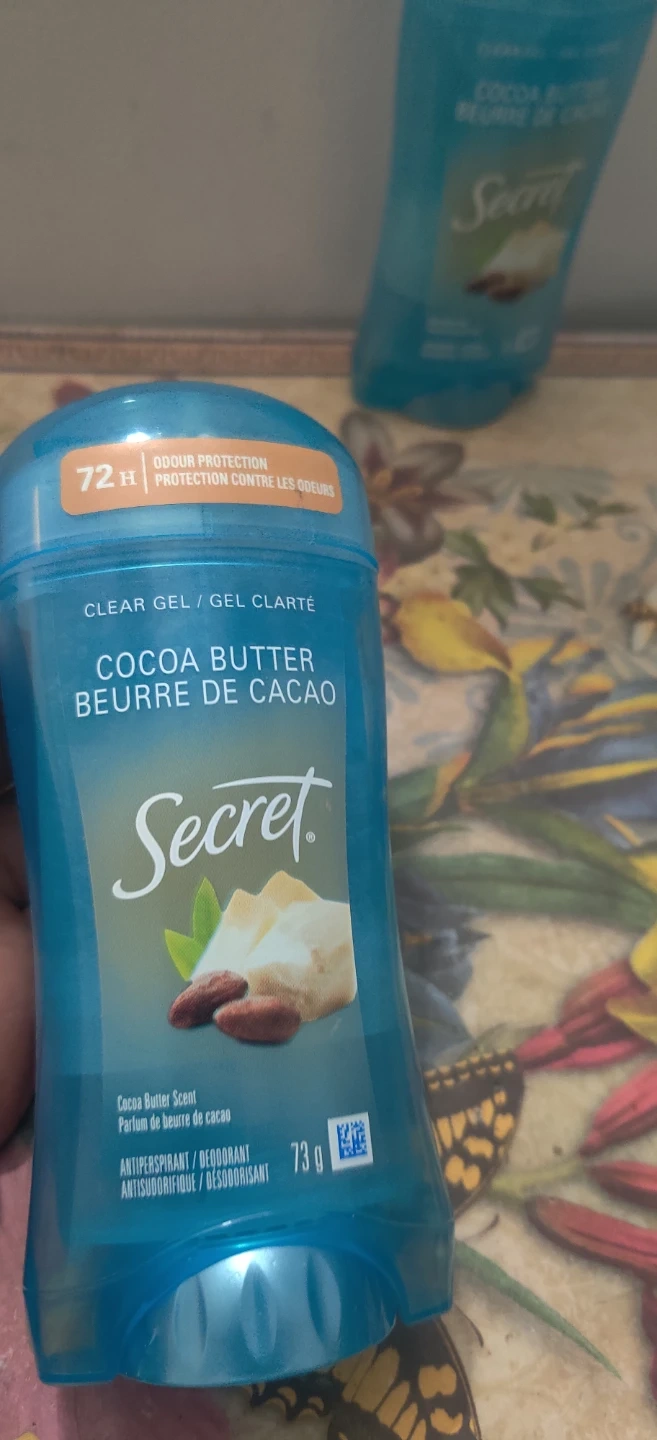 COCOA BUTTER
BEURRE DE CACAO
Secret
72 H
ODOUR PROTECTION
PROTECTION CONTRE LES ODEURS
CLEAR GEL / GEL CLARTÉ
COCOA BUTTER
BEURRE DE CACAO
Secret®
Cocoa Butter Scent
Parfum de beurre de cacao
ANTIPERSPIRANT / DEODORANT
ANTISUDORIFIQUE / DÉSODORISANT
73 g